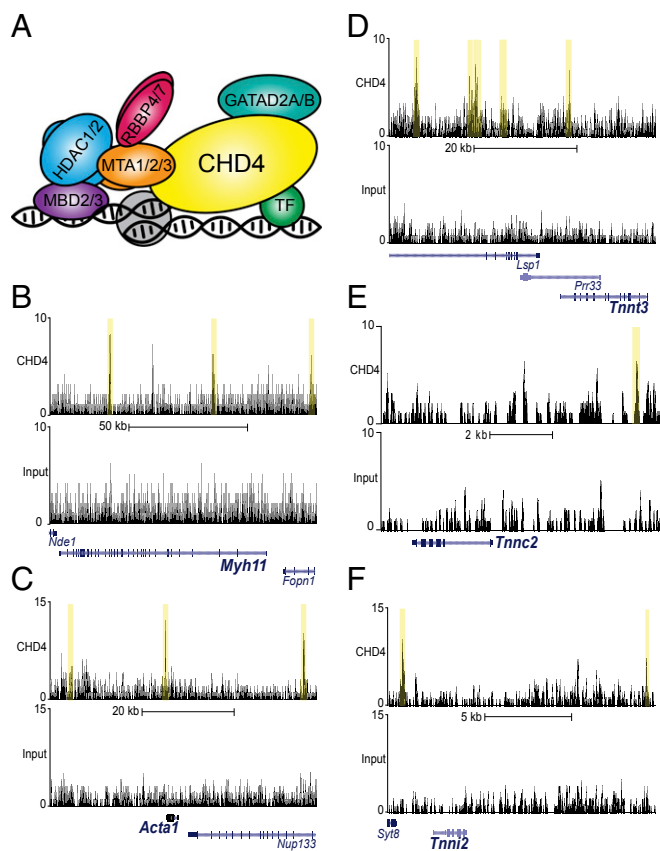 A
HDAC1/2
RBBP4/7
GATAD2A/B
MTA1/2/3
CHD4
MBD2/3
TF
B
10
CHD4
0
50 kb
10
Input
0
Nde1
Myh11
Fopn1
C
15
CHD4
0
20 kb
15
Input
0
Acta1
Nup133
D
10
CHD4
0
20 kb
10
Input
0
Lsp1
Prr33
Tnnt3
E
10
CHD4
0
2 kb
10
Input
0
Tnnc2
F
15
CHD4
0
5 kb
15
Input
0
Syt8
Tnni2